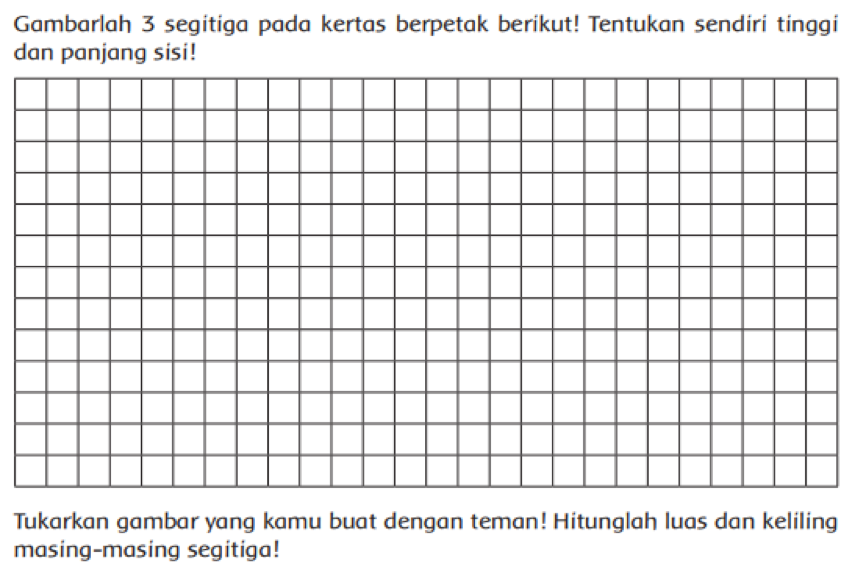 Gambarlah 3 segitiga pada kertas berpetak berikut! Tentukan sendiri tinggi
dan panjang sisi!
Tukarkan gambar yang kamu buat dengan teman! Hitunglah luas dan keliling
masing-masing segitiga!